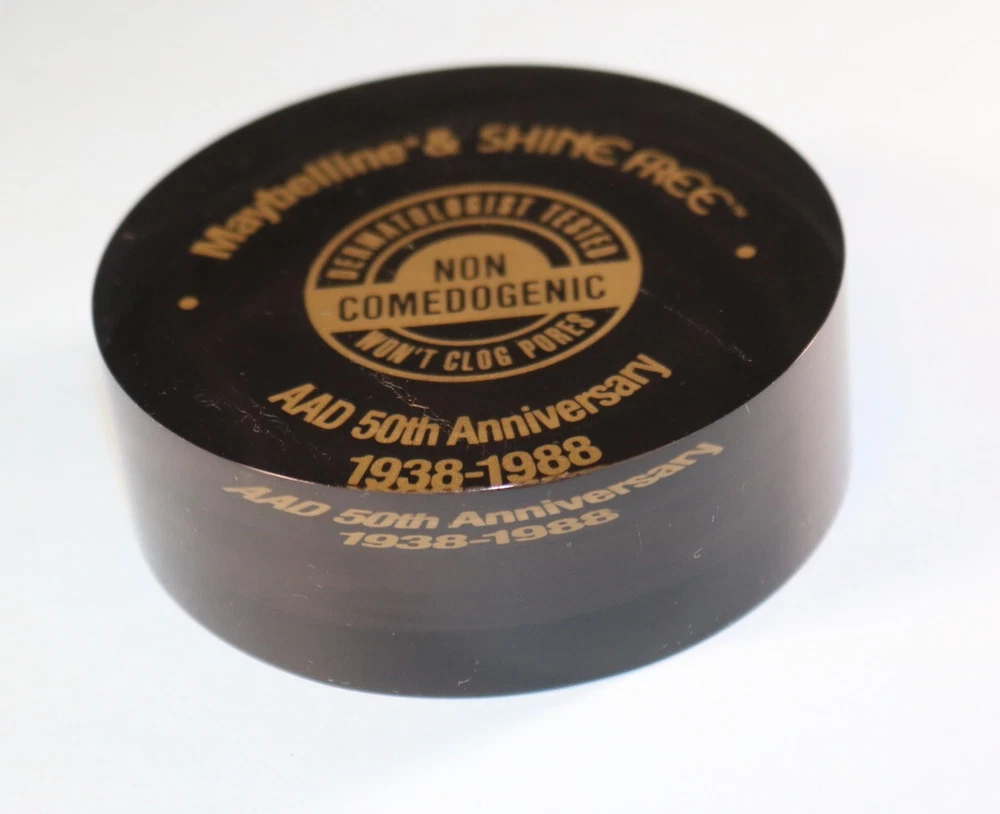 Maybelline® & SHINE FREE™
DERMATOLOGIST TESTED
NON
COMEDOGENIC
WON'T CLOG PORES
AAD 50th Anniversary
1938-1988
AAD 50th Anniversary
1938-1988